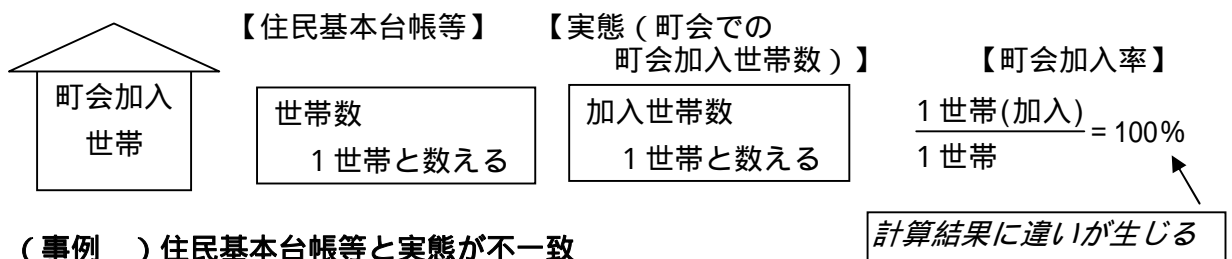 【住民基本台帳等】
【実態(町会での
町会加入世帯数)】
【町会加入率】
町会加入
世帯
世帯数
1世帯と数える
加入世帯数
1世帯と数える
1世帯(加入)
1世帯
= 100%
計算結果に違いが生じる
(事例 )住民基本台帳等と実態が不一致